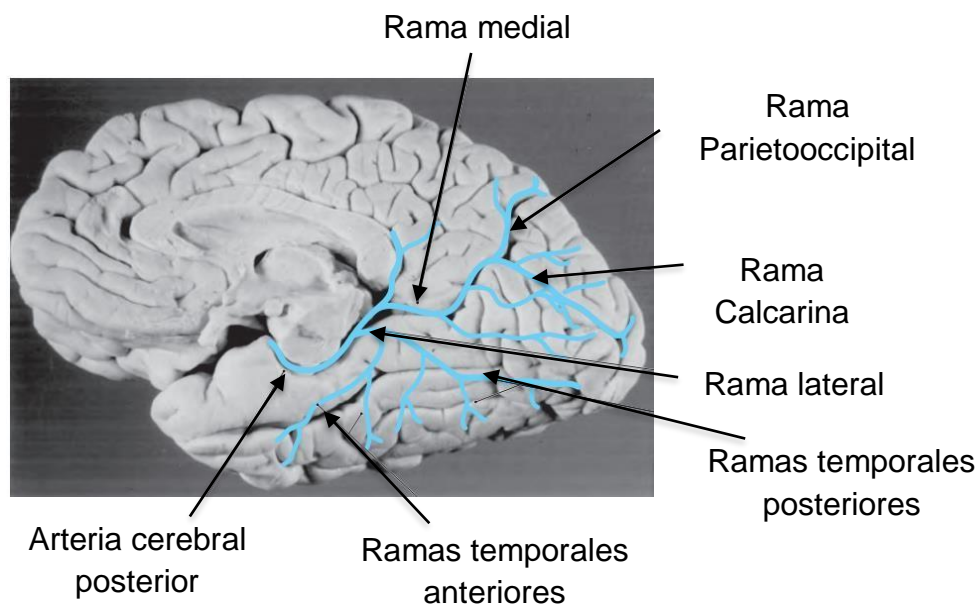 Rama medial
Rama
Parietooccipital
Rama
Calcarina
Rama lateral
Ramas temporales
posteriores
Arteria cerebral
posterior
Ramas temporales
anteriores